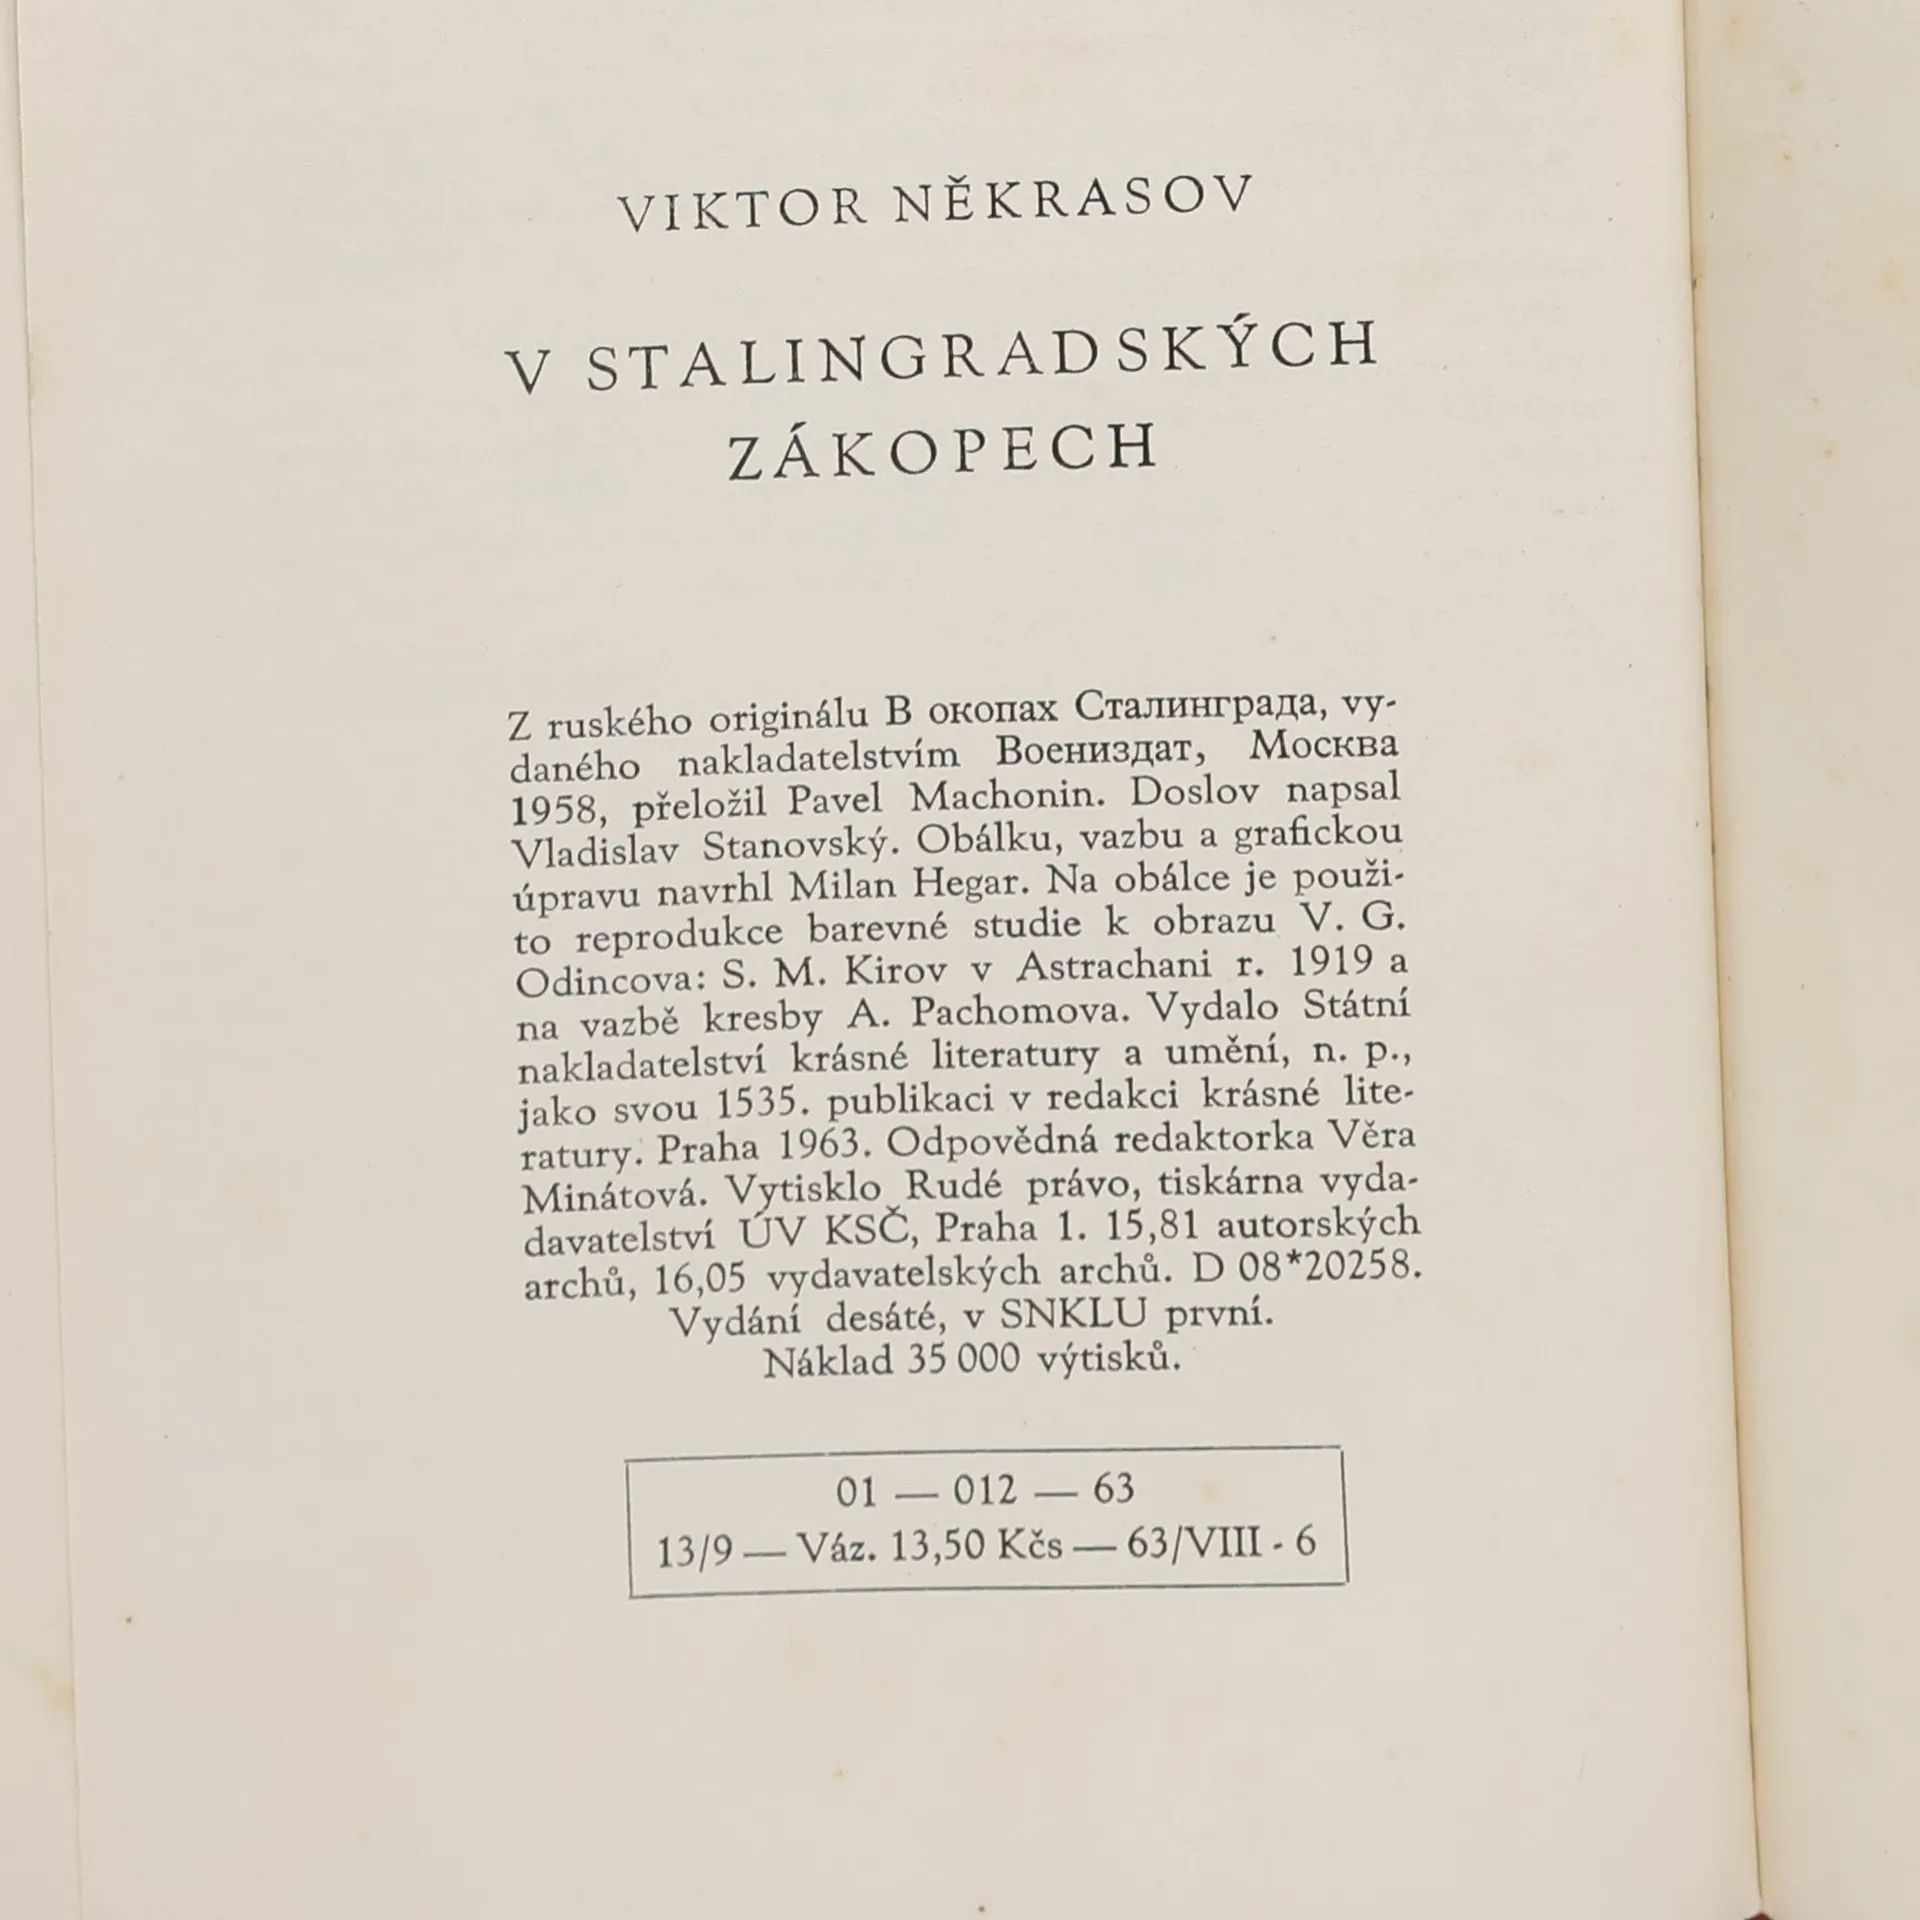 VIKTOR NĚKRASOV
V STALINGRADSKÝCH
ZÁKOPECH
Z ruského originálu В окопах Сталинграда, vy-
daného nakladatelstvím Воениздат, Москва
1958, přeložil Pavel Machonin. Doslov napsal
Vladislav Stanovský. Obálku, vazbu a grafickou
úpravu navrhl Milan Hegar. Na obálce je použi-
to reprodukce barevné studie k obrazu V. G.
Odincova: S. M. Kirov v Astrachani r. 1919 a
na vazbě kresby A. Pachomova. Vydalo Státní
nakladatelství krásné literatury a umění, n. p.,
jako svou 1535. publikaci v redakci krásné lite-
ratury. Praha 1963. Odpovědná redaktorka Věra
Minátová. Vytisklo Rudé právo, tiskárna vyda-
davatelství ÚV KSČ, Praha 1. 15,81 autorských
archů, 16,05 vydavatelských archů. D 08*20258.
Vydání desáté, v SNKLU první.
Náklad 35 000 výtisků.
01 — 012 — 63
13/9 — Váz. 13,50 Kčs — 63/VIII - 6